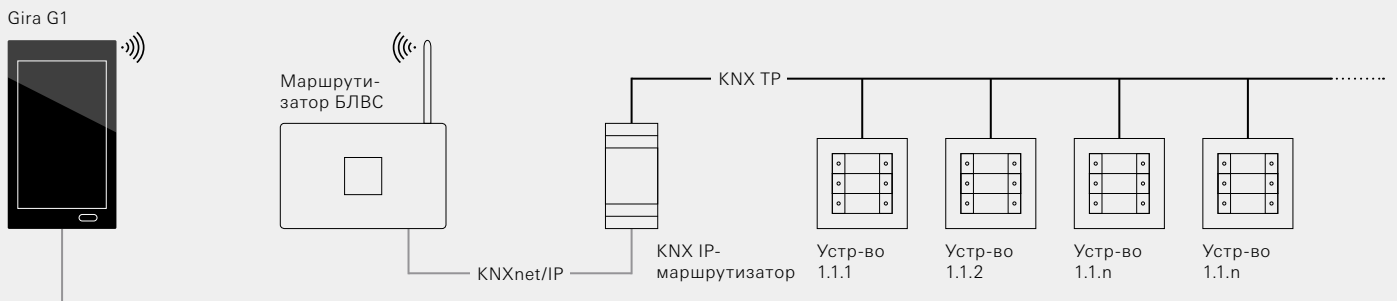 Gira G1
Маршрути-
затор БЛВС
KNX TP
KNXnet/IP
KNX IP-
маршрутизатор
Устр-во
1.1.1
Устр-во
1.1.2
Устр-во
1.1.n
Устр-во
1.1.n